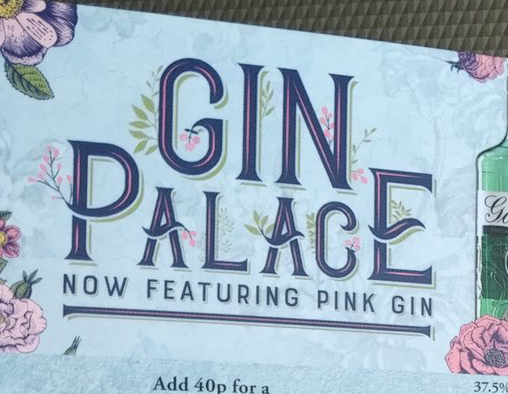 GIN
PALACE
NOW FEATURING PINK GIN
Add 40p for a
37.5%